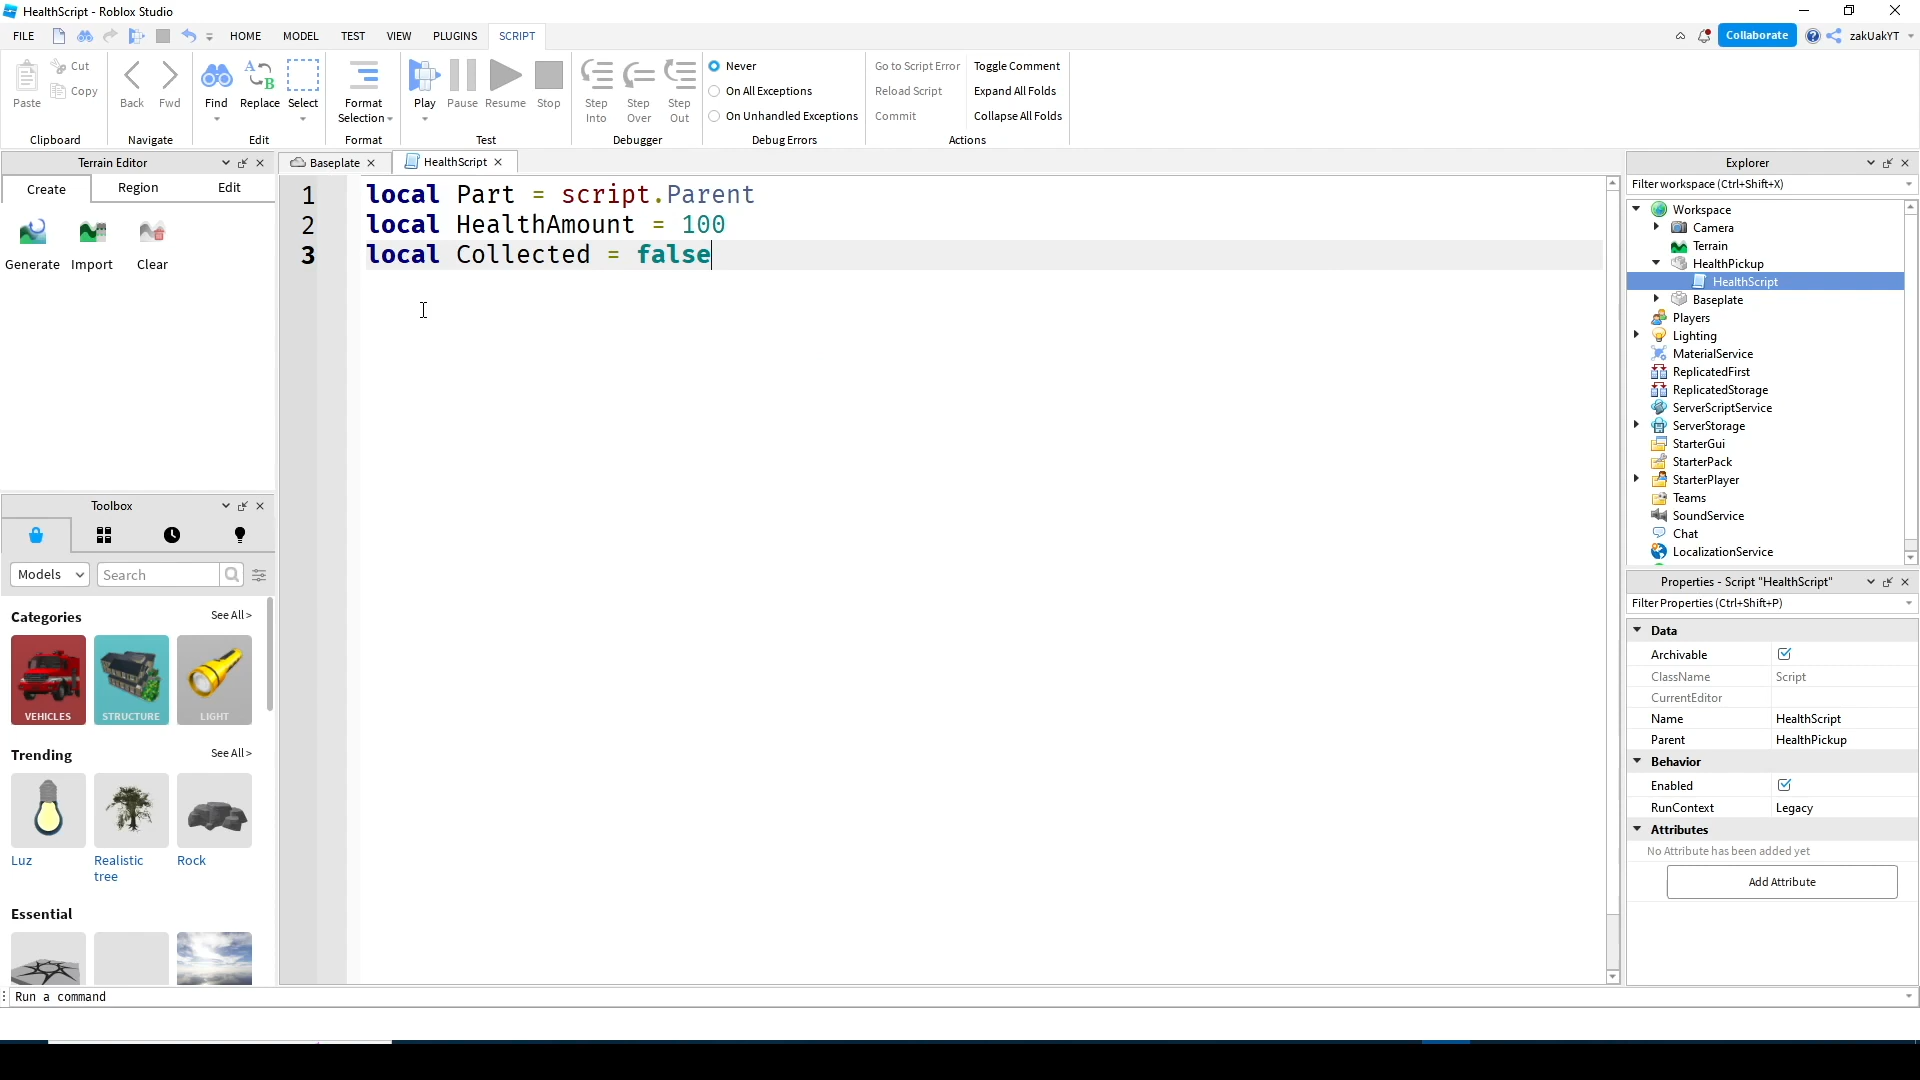 HealthScript - Roblox Studio
FILE HOME MODEL TEST VIEW PLUGINS SCRIPT Collaborate zakUakYT
Paste Cut Copy Clipboard
Back Fwd Navigate
Find Replace Select Edit
Format Selection Format
Play Pause Resume Stop Test
Step Into Step Over Step Out Debugger
Never
On All Exceptions
On Unhandled Exceptions
Debug Errors
Go to Script Error Toggle Comment
Reload Script Expand All Folds
Commit Collapse All Folds
Actions
Terrain Editor
Create Region Edit
Generate Import Clear
Baseplate HealthScript
1 local Part = script.Parent
2 local HealthAmount = 100
3 local Collected = false
Toolbox
Models Search
Categories See All >
VEHICLES STRUCTURE LIGHT
Trending See All >
Luz Realistic tree Rock
Essential
Explorer
Filter workspace (Ctrl+Shift+X)
Workspace
Camera
Terrain
HealthPickup
HealthScript
Baseplate
Players
Lighting
MaterialService
ReplicatedFirst
ReplicatedStorage
ServerScriptService
ServerStorage
StarterGui
StarterPack
StarterPlayer
Teams
SoundService
Chat
LocalizationService
Properties - Script "HealthScript"
Filter Properties (Ctrl+Shift+P)
Data
Archivable
ClassName Script
CurrentEditor
Name HealthScript
Parent HealthPickup
Behavior
Enabled
RunContext Legacy
Attributes
No Attribute has been added yet
Add Attribute
Run a command